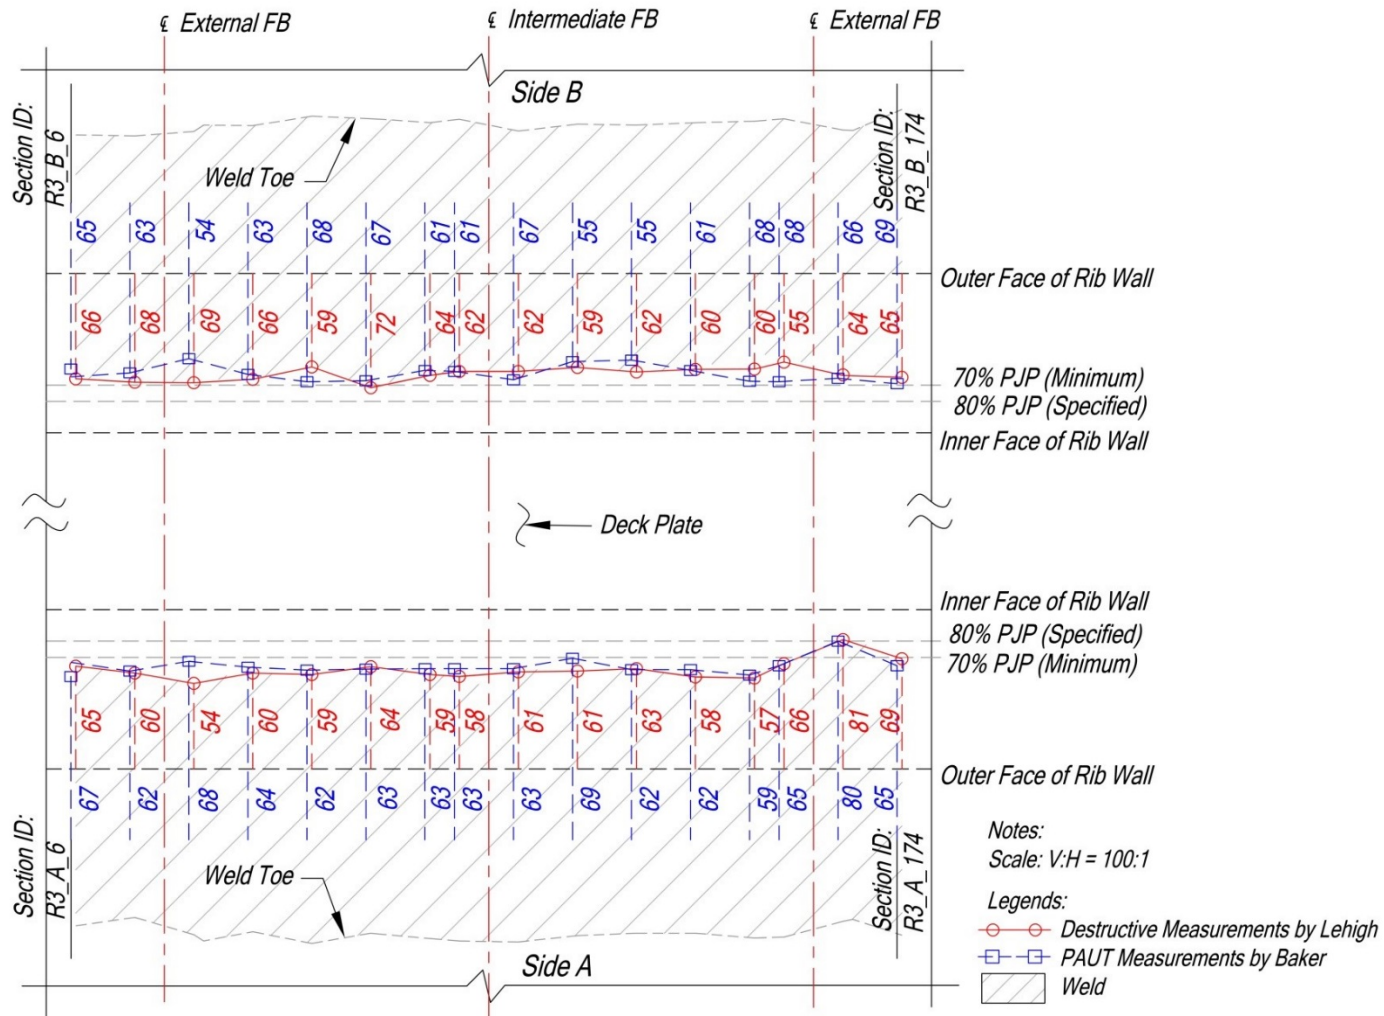 ℄ External FB
℄ Intermediate FB
℄ External FB
Side B
Section ID:
R3_B_6
Weld Toe
Section ID:
R3_B_174
65 63 54 63 68 67 61 61 67 55 55 61 68 68 66 69
Outer Face of Rib Wall
66 68 69 66 59 72 64 62 62 59 62 60 60 55 64 65
70% PJP (Minimum)
80% PJP (Specified)
Inner Face of Rib Wall
Deck Plate
Inner Face of Rib Wall
80% PJP (Specified)
70% PJP (Minimum)
65 60 54 60 59 64 59 58 61 61 63 58 57 66 81 69
Outer Face of Rib Wall
67 62 68 64 62 63 63 63 63 69 62 62 59 65 80 65
Section ID:
R3_A_6
Weld Toe
Section ID:
R3_A_174
Side A
Notes:
Scale: V:H = 100:1
Legends:
Destructive Measurements by Lehigh
PAUT Measurements by Baker
Weld